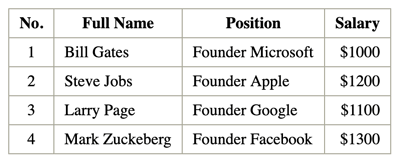 No. Full Name Position Salary
1 Bill Gates Founder Microsoft $1000
2 Steve Jobs Founder Apple $1200
3 Larry Page Founder Google $1100
4 Mark Zuckeberg Founder Facebook $1300